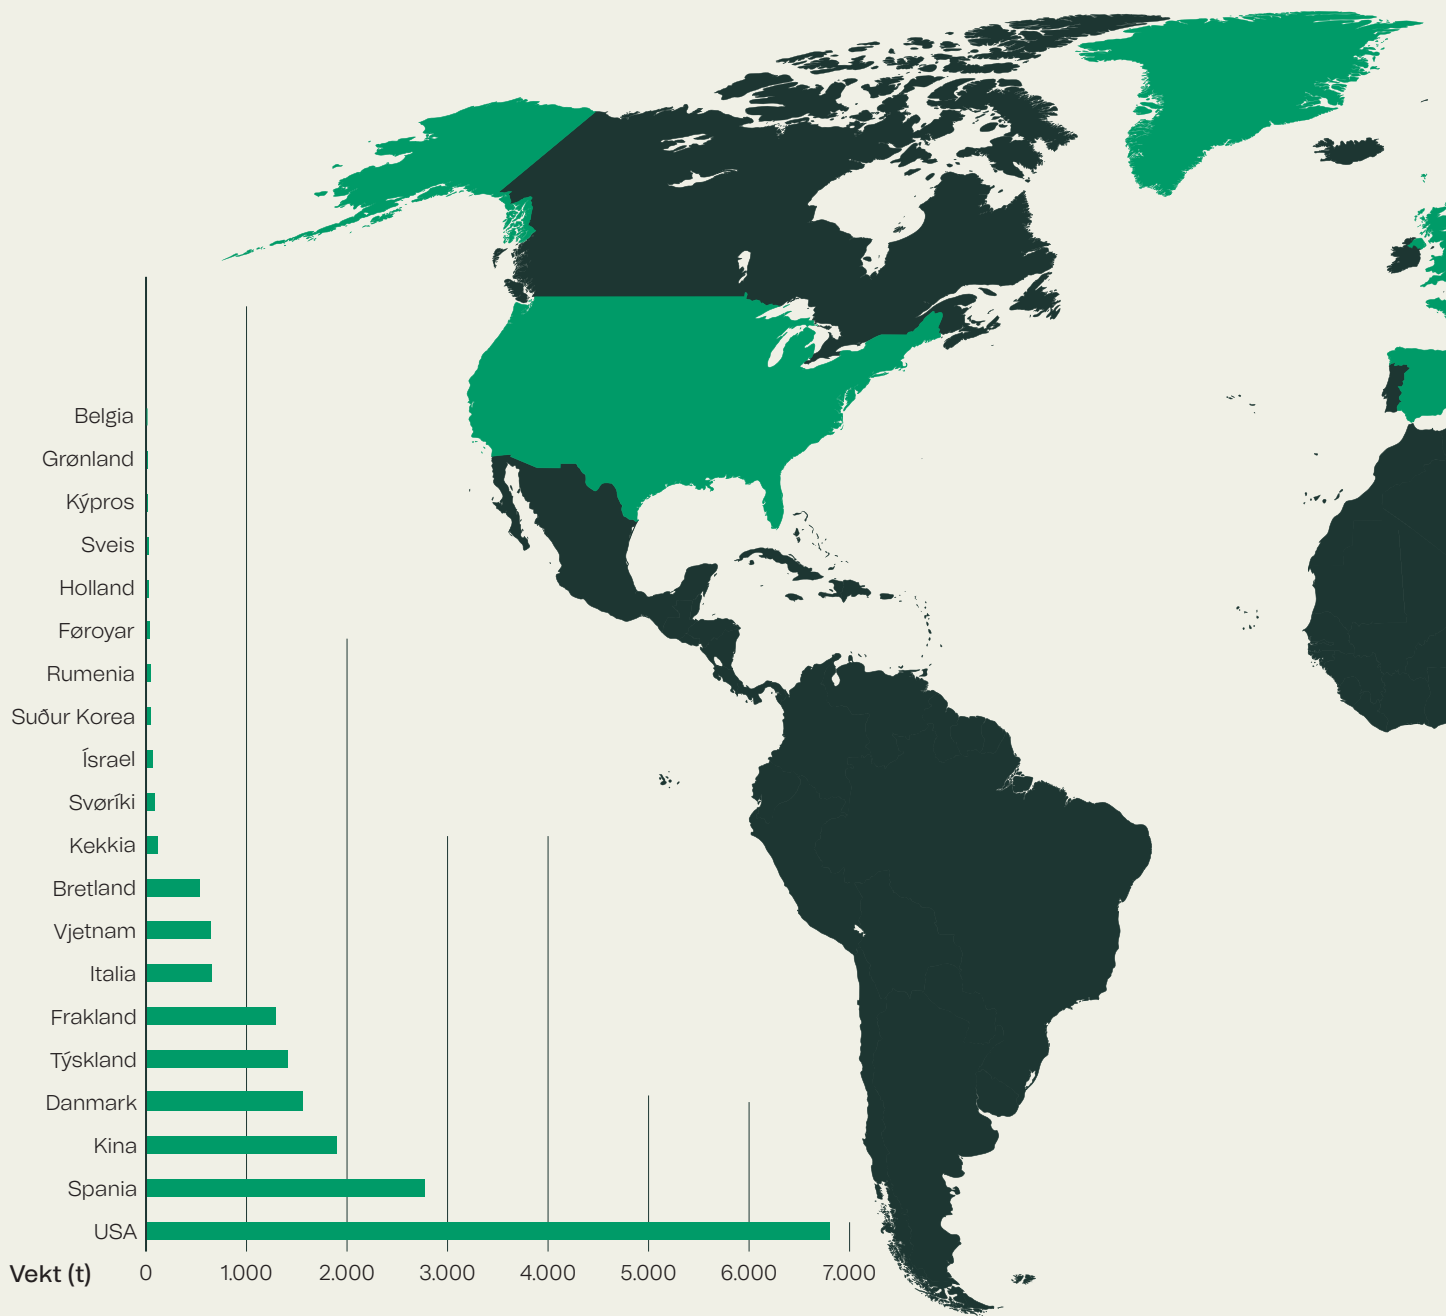 Belgia
Grønland
Kýpros
Sveis
Holland
Føroyar
Rumenia
Suður Korea
Ísrael
Svøríki
Kekkia
Bretland
Vjetnam
Italia
Frakland
Týskland
Danmark
Kina
Spania
USA
Vekt (t) 0 1.000 2.000 3.000 4.000 5.000 6.000 7.000